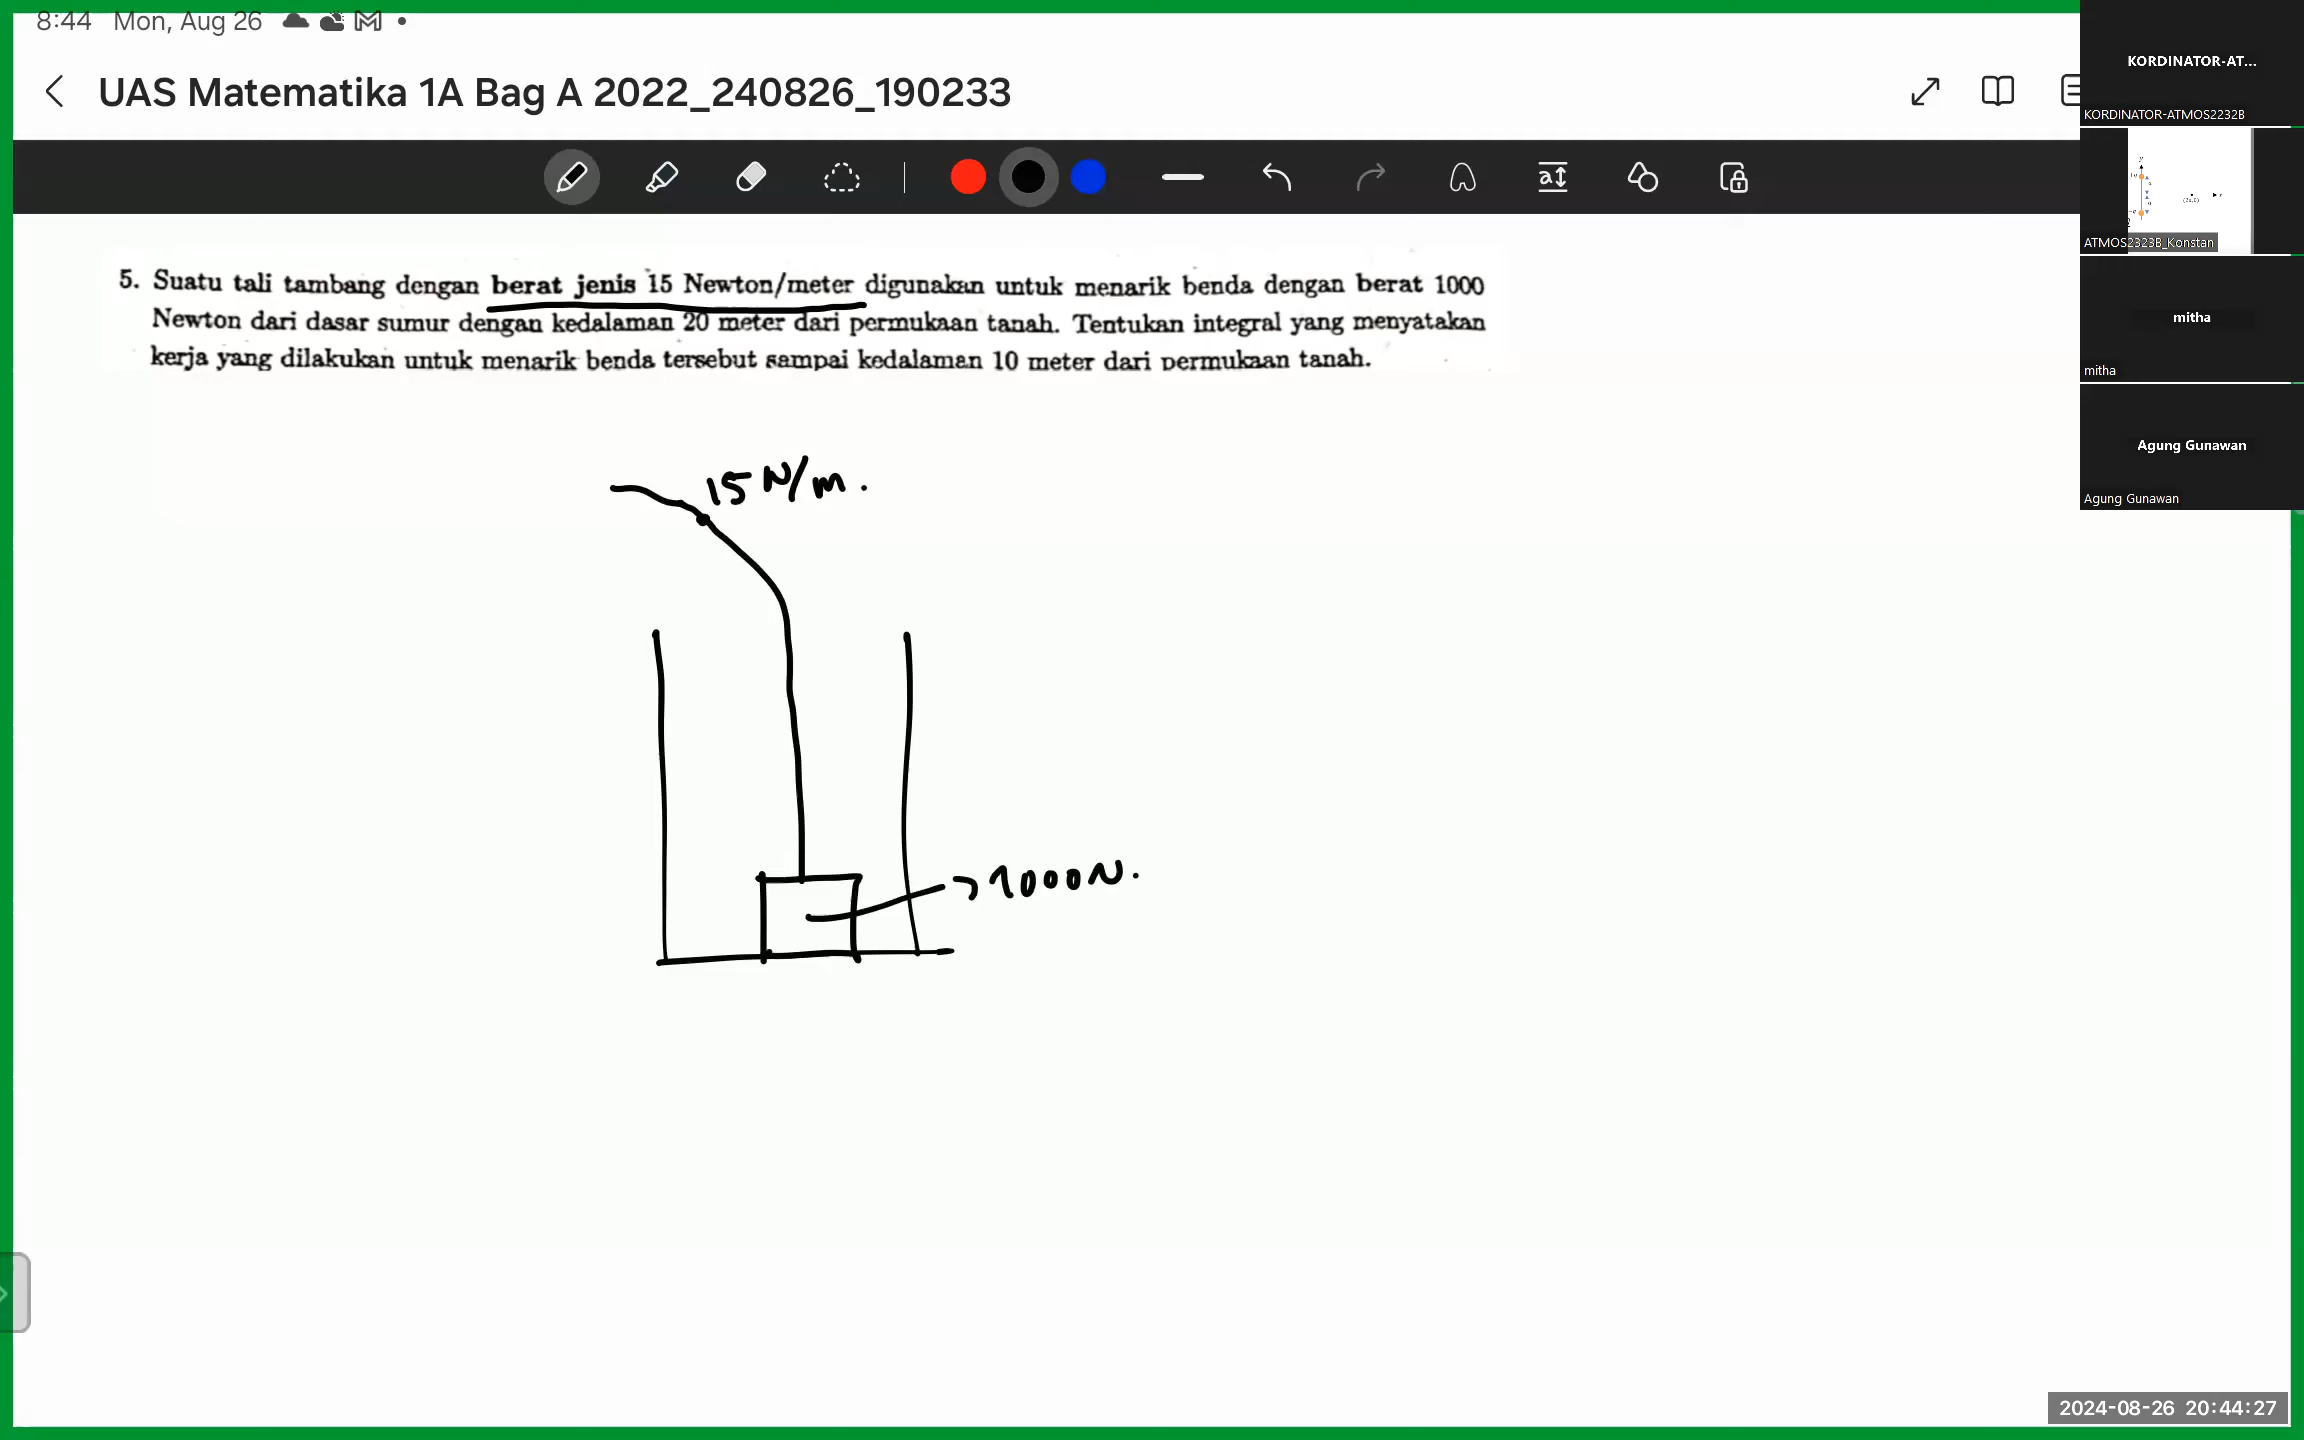 8:44 Mon, Aug 26
UAS Matematika 1A Bag A 2022_240826_190233
5. Suatu tali tambang dengan berat jenis 15 Newton/meter digunakan untuk menarik benda dengan berat 1000
Newton dari dasar sumur dengan kedalaman 20 meter dari permukaan tanah. Tentukan integral yang menyatakan
kerja yang dilakukan untuk menarik benda tersebut sampai kedalaman 10 meter dari permukaan tanah.
15 N/m.
1000N.
KORDINATOR-AT...
KORDINATOR-ATMOS2232B
ATMOS2323B_Konstan
mitha
mitha
Agung Gunawan
Agung Gunawan
2024-08-26 20:44:27